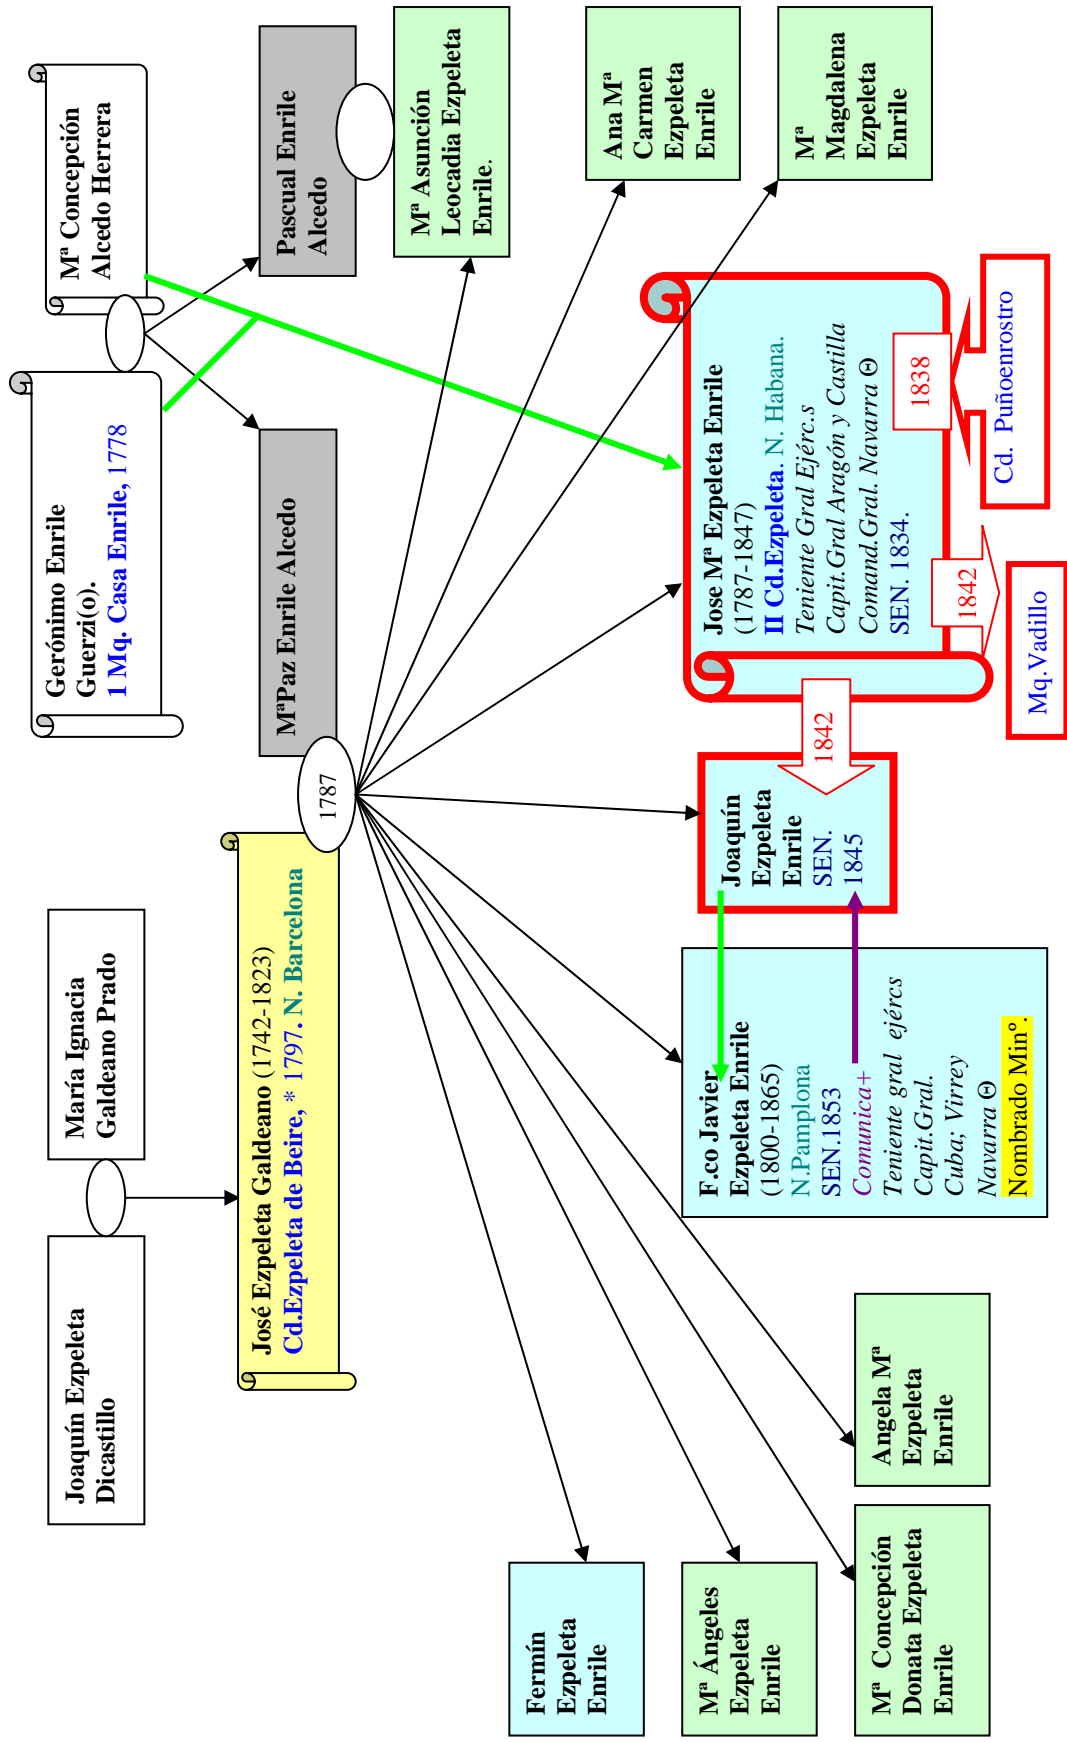 Joaquín Ezpeleta
Dicastillo
María Ignacia
Galdeano Prado
Gerónimo Enrile
Guerzi(o).
1 Mq. Casa Enrile, 1778
Mª Concepción
Alcedo Herrera
José Ezpeleta Galdeano (1742-1823)
Cd.Ezpeleta de Beire, * 1797. N. Barcelona
1787
MªPaz Enrile Alcedo
Pascual Enrile
Alcedo
Mª Asunción
Leocadia Ezpeleta
Enrile.
Fermín
Ezpeleta
Enrile
Mª Ángeles
Ezpeleta
Enrile
Mª Concepción
Donata Ezpeleta
Enrile
Angela Mª
Ezpeleta
Enrile
F.co Javier
Ezpeleta Enrile
(1800-1865)
N.Pamplona
SEN.1853
Comunica+
Teniente gral ejércs
Capit.Gral.
Cuba; Virrey
Navarra Θ
Nombrado Minº.
Joaquín
Ezpeleta
Enrile
SEN.
1845
1842
Jose Mª Ezpeleta Enrile
(1787-1847)
II Cd.Ezpeleta. N. Habana.
Teniente Gral Ejérc.s
Capit.Gral Aragón y Castilla
Comand.Gral. Navarra Θ
SEN. 1834.
1842
1838
Mq.Vadillo
Cd. Puñoenrostro
Ana Mª
Carmen
Ezpeleta
Enrile
Mª
Magdalena
Ezpeleta
Enrile